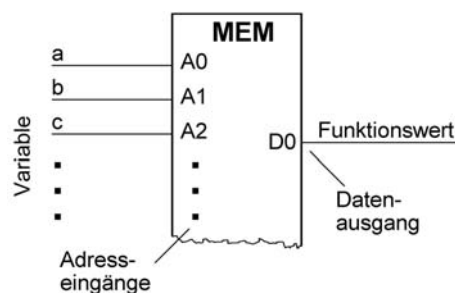 MEM
a
A0
b
A1
c
A2
Variable
D0
Funktionswert
Daten-
ausgang
Adress-
eingänge